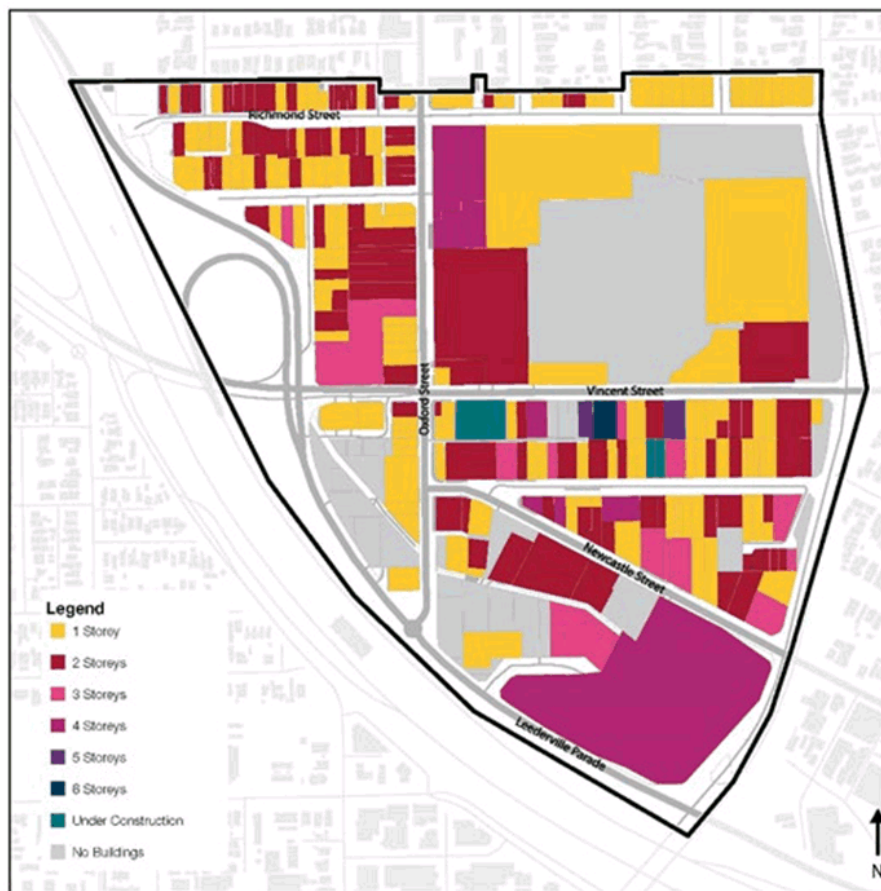 Richmond Street
Oxford Street
Vincent Street
Newcastle Street
Leederville Parade
Legend
1 Storey
2 Storeys
3 Storeys
4 Storeys
5 Storeys
6 Storeys
Under Construction
No Buildings
N